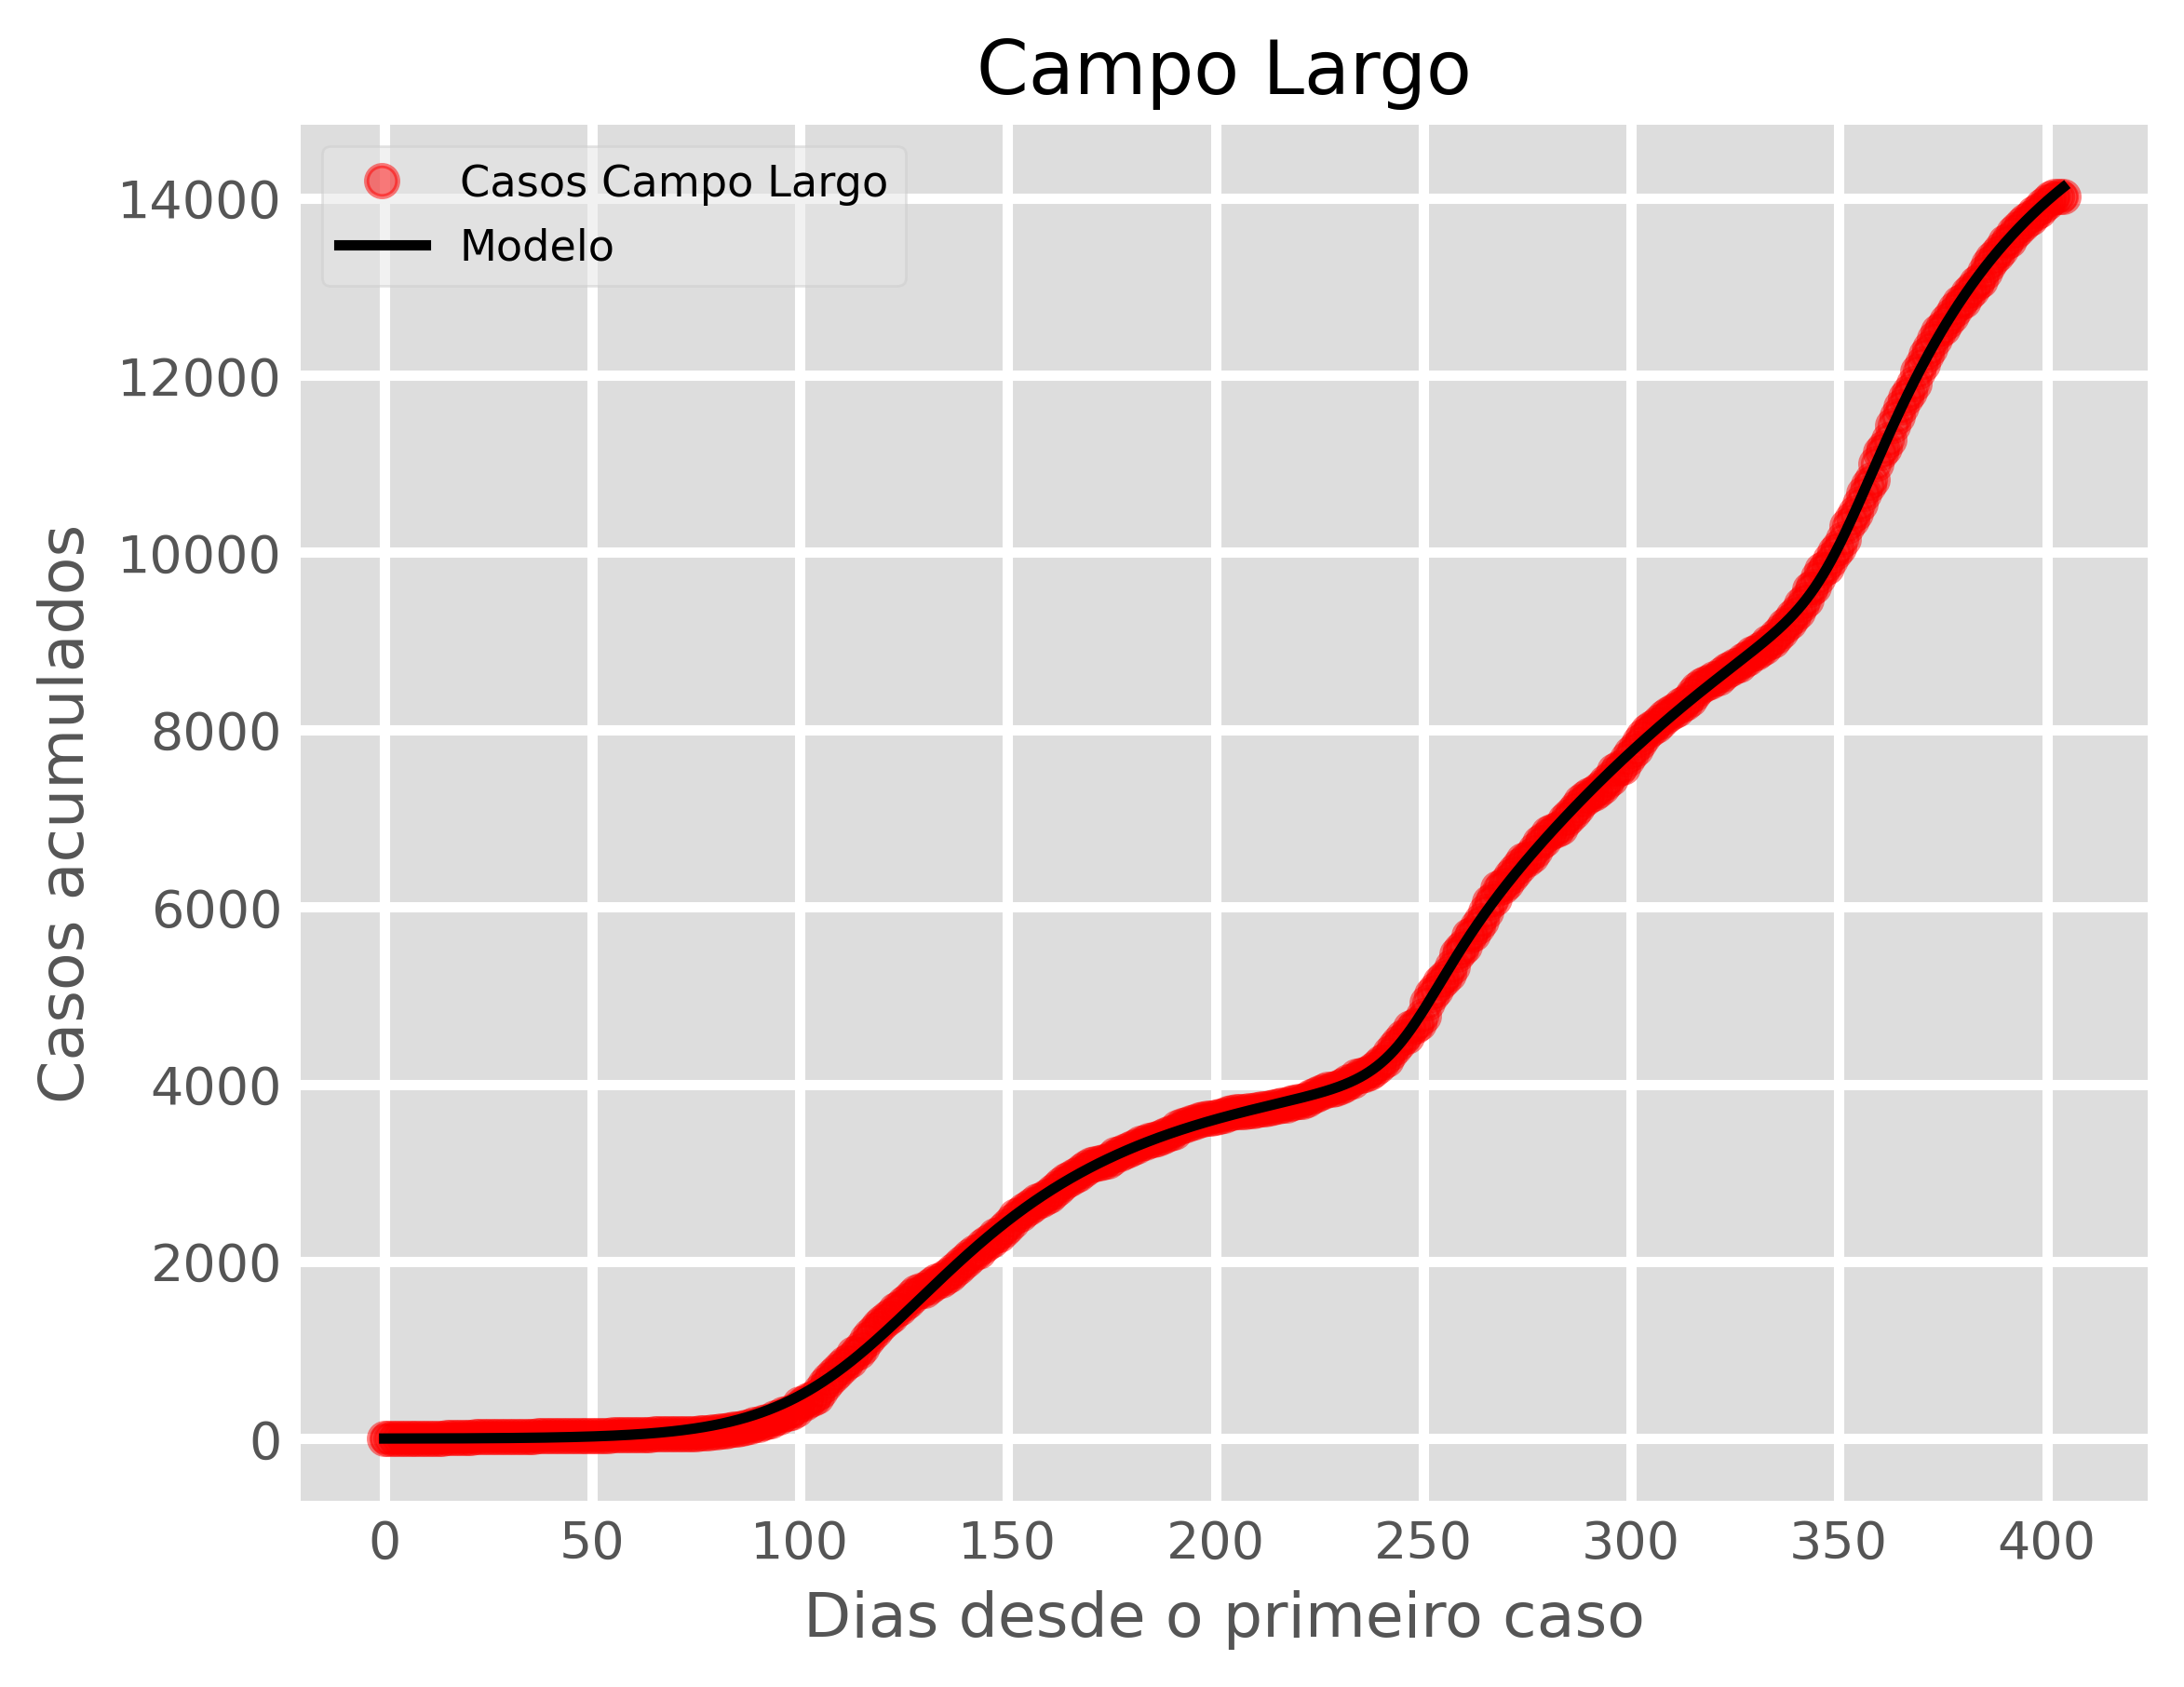 Campo Largo
Casos Campo Largo
Modelo
14000
12000
10000
8000
6000
4000
2000
0
Casos acumulados
0 50 100 150 200 250 300 350 400
Dias desde o primeiro caso